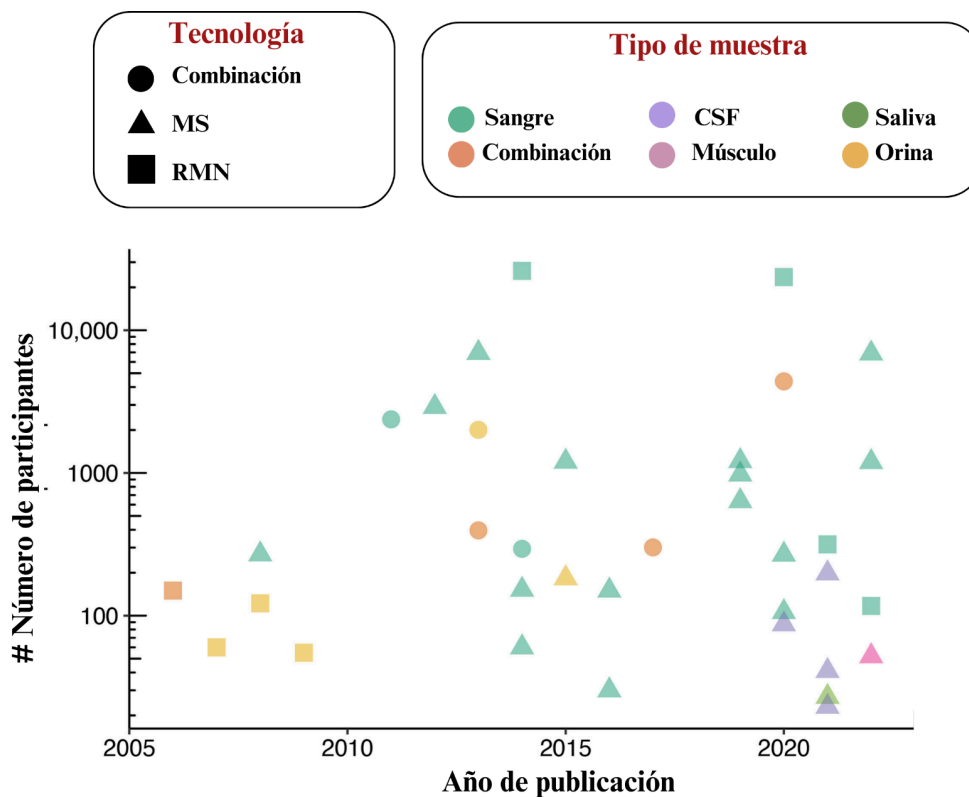 Tecnología
Combinación
MS
RMN
Tipo de muestra
Sangre
CSF
Saliva
Combinación
Músculo
Orina
# Número de participantes
10,000
1000
100
2005
2010
2015
2020
Año de publicación